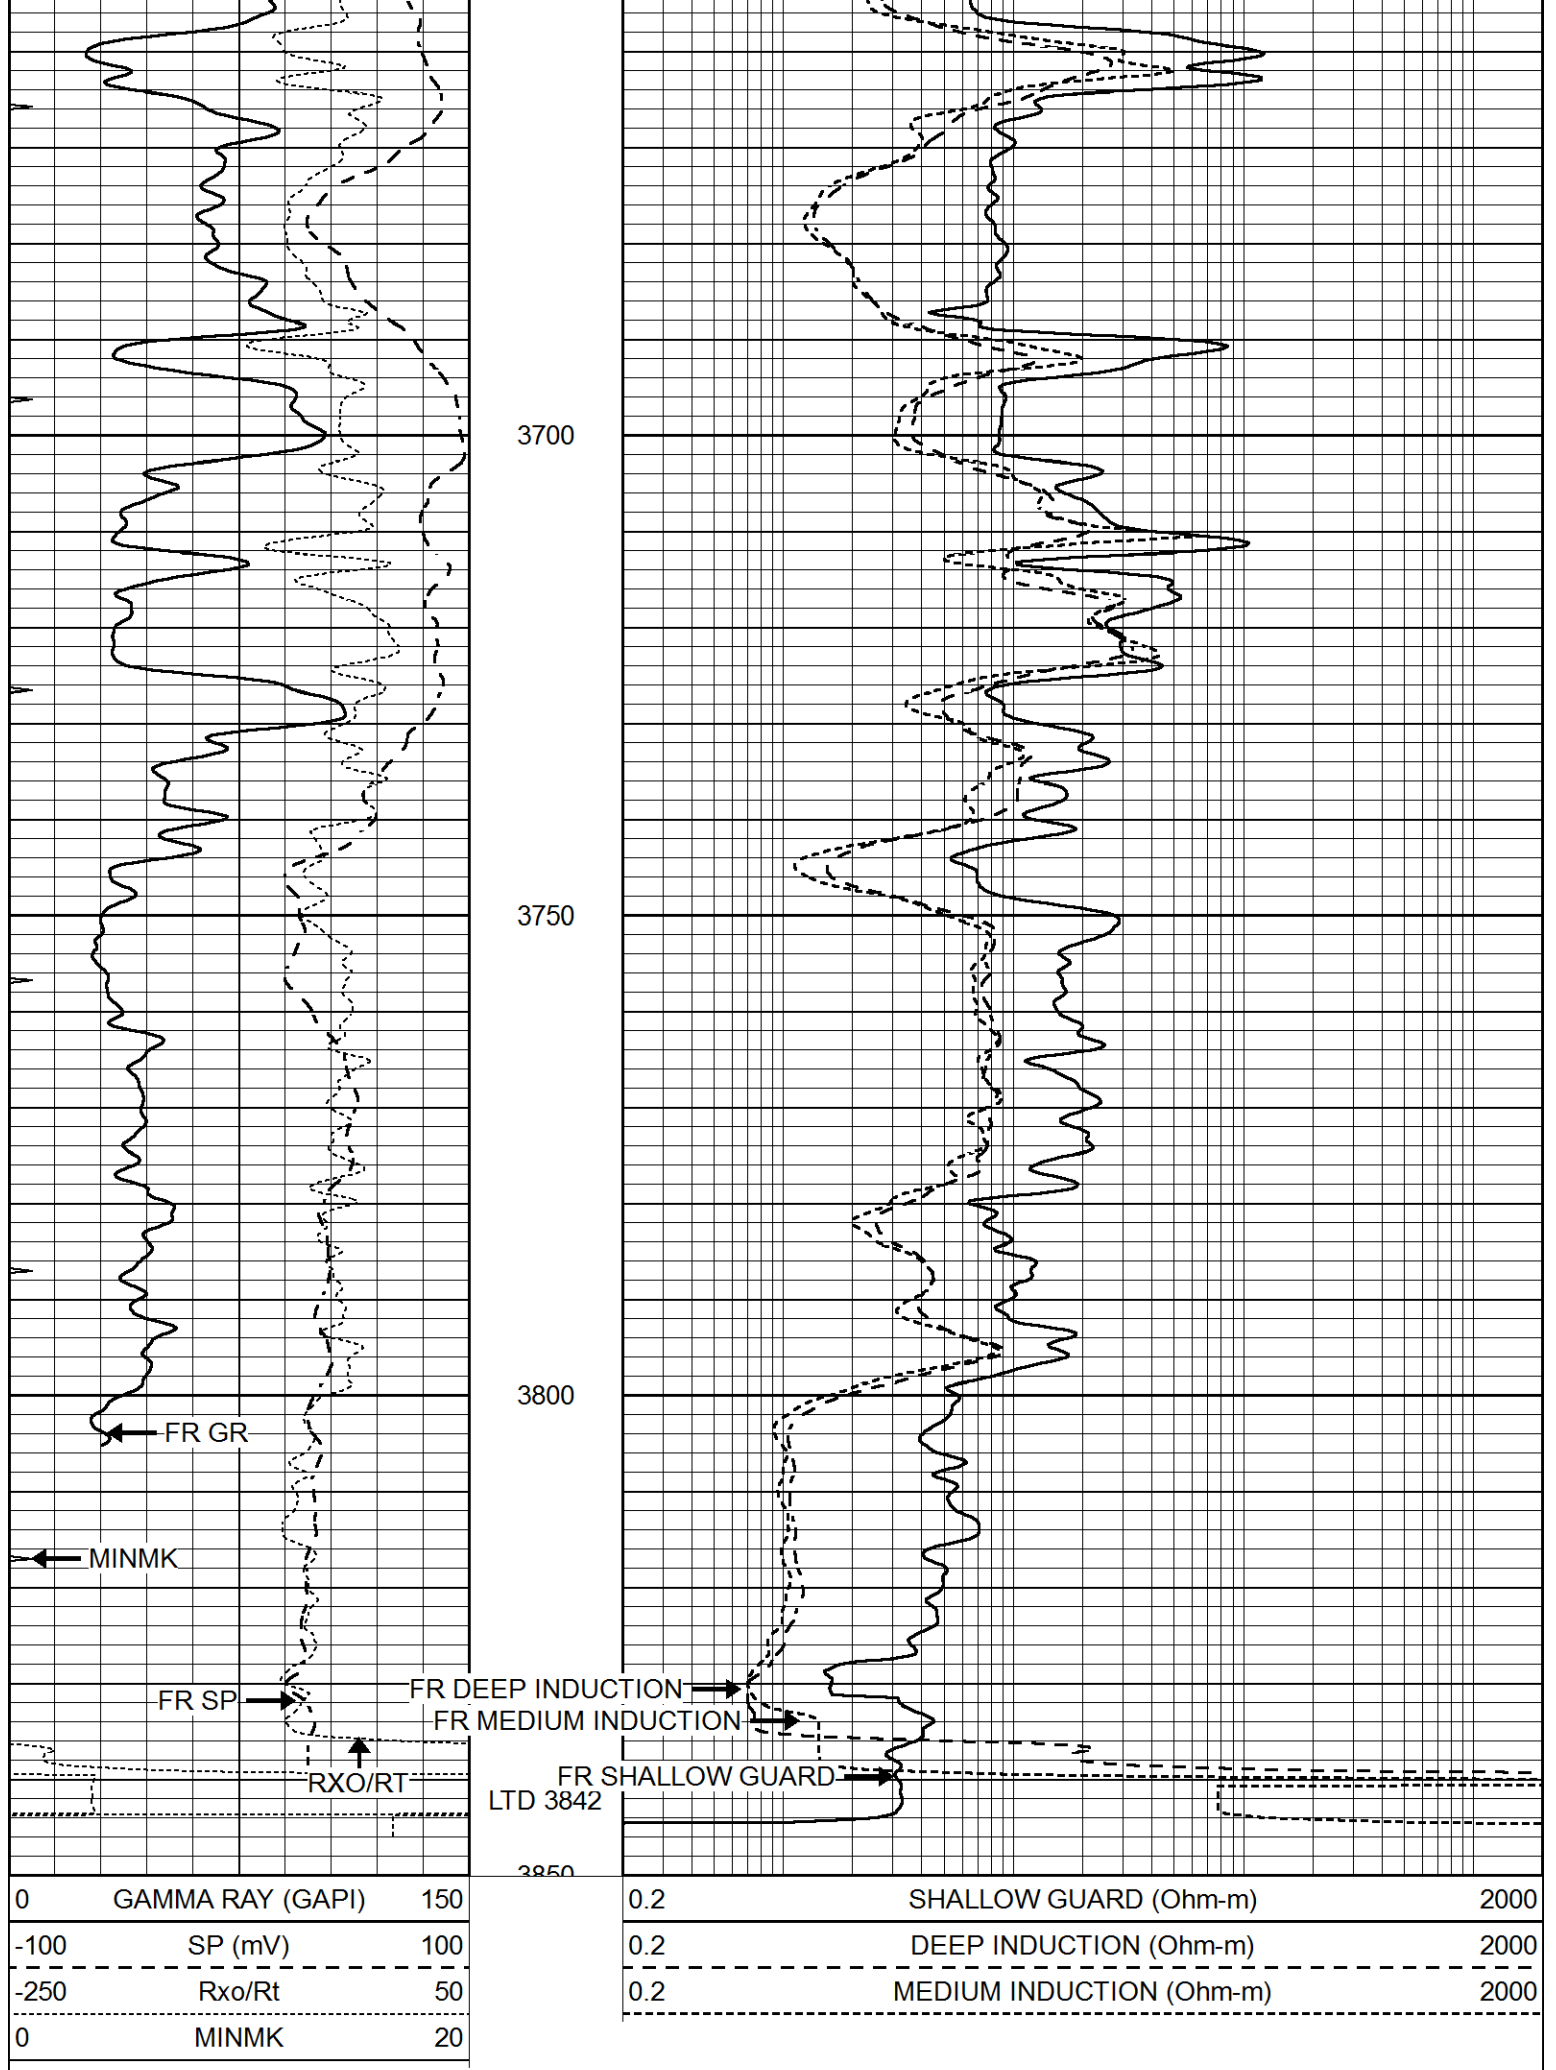 3700
3750
3800
FR GR
MINMK
FR SP
FR DEEP INDUCTION
FR MEDIUM INDUCTION
RXO/RT
FR SHALLOW GUARD
LTD 3842
3850
0 GAMMA RAY (GAPI) 150
0.2 SHALLOW GUARD (Ohm-m) 2000
-100 SP (mV) 100
0.2 DEEP INDUCTION (Ohm-m) 2000
-250 Rxo/Rt 50
0.2 MEDIUM INDUCTION (Ohm-m) 2000
0 MINMK 20